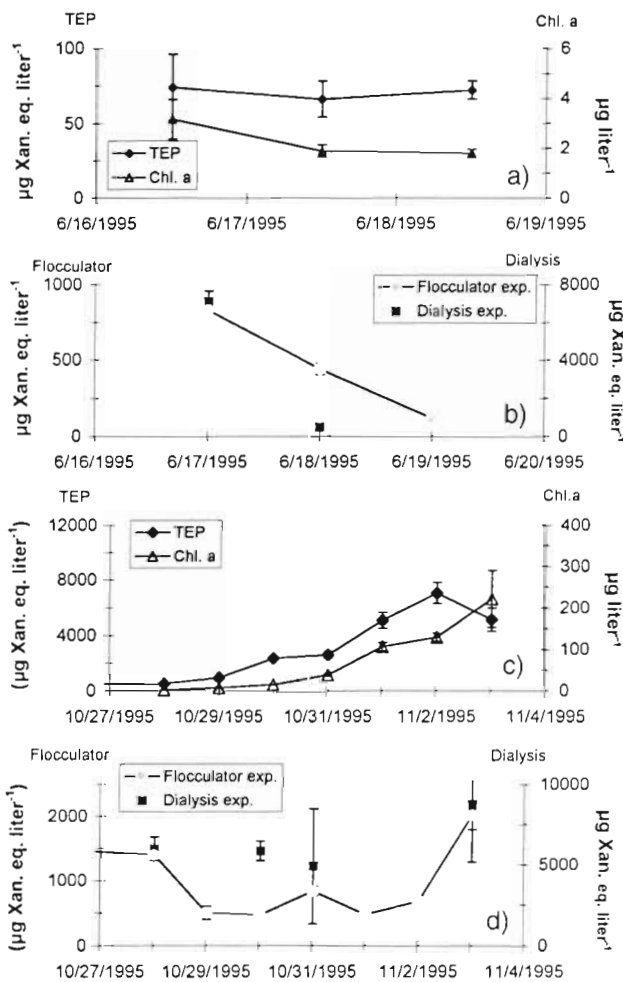 TEP Chl. a
100 6
75 4
50
25 2
0 0
µg Xan. eq. liter⁻¹
µg liter⁻¹
TEP
Chl. a
a)
6/16/1995 6/17/1995 6/18/1995 6/19/1995
Flocculator Dialysis
1000 8000
500 4000
0 0
µg Xan. eq. liter⁻¹
µg Xan. eq. liter⁻¹
Flocculator exp.
Dialysis exp.
b)
6/16/1995 6/17/1995 6/18/1995 6/19/1995 6/20/1995
TEP Chl.a
12000 400
8000 300
4000 200
0 100
0
(µg Xan. eq. liter⁻¹)
µg liter⁻¹
TEP
Chl. a
c)
10/27/1995 10/29/1995 10/31/1995 11/2/1995 11/4/1995
Flocculator Dialysis
2000 10000
1500
1000 5000
500
0 0
(µg Xan. eq. liter⁻¹)
µg Xan. eq. liter⁻¹
Flocculator exp.
Dialysis exp.
d)
10/27/1995 10/29/1995 10/31/1995 11/2/1995 11/4/1995